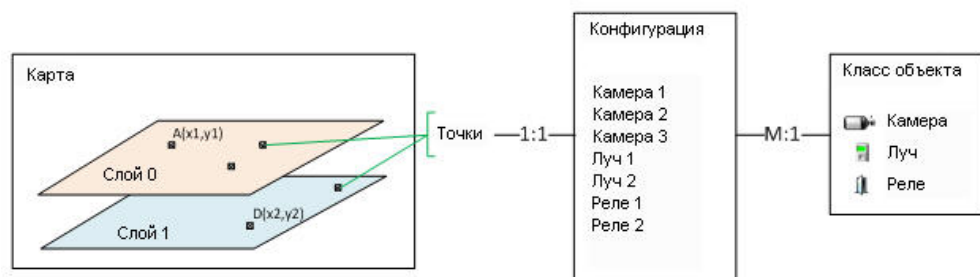 Карта
A(x1,y1)
Слой 0
D(x2,y2)
Слой 1
Точки
1:1
Конфигурация
Камера 1
Камера 2
Камера 3
Луч 1
Луч 2
Реле 1
Реле 2
М:1
Класс объекта
Камера
Луч
Реле